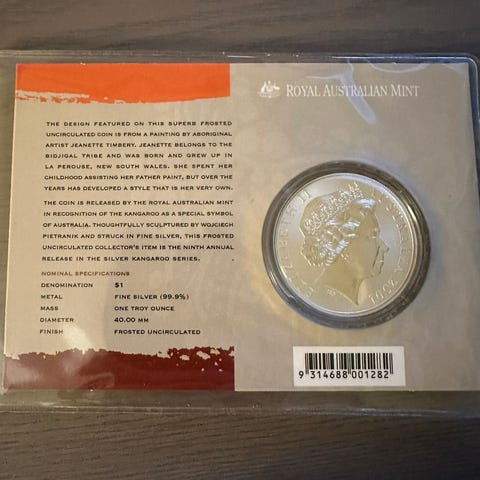 ROYAL AUSTRALIAN MINT
THE DESIGN FEATURED ON THIS SUPERB FROSTED
UNCIRCULATED COIN IS FROM A PAINTING BY ABORIGINAL
ARTIST JEANETTE TIMBERY. JEANETTE BELONGS TO THE
BIDJIGAL TRIBE AND WAS BORN AND GREW UP IN
LA PEROUSE, NEW SOUTH WALES. SHE SPENT HER
CHILDHOOD ASSISTING HER FATHER PAINT, BUT OVER THE
YEARS HAS DEVELOPED A STYLE THAT IS HER VERY OWN.
THE COIN IS RELEASED BY THE ROYAL AUSTRALIAN MINT
IN RECOGNITION OF THE KANGAROO AS A SPECIAL SYMBOL
OF AUSTRALIA. THOUGHTFULLY SCULPTURED BY WOJCIECH
PIETRANIK AND STRUCK IN FINE SILVER, THIS FROSTED
UNCIRCULATED COLLECTOR'S ITEM IS THE NINTH ANNUAL
RELEASE IN THE SILVER KANGAROO SERIES.
NOMINAL SPECIFICATIONS
DENOMINATION $1
METAL FINE SILVER (99.9%)
MASS ONE TROY OUNCE
DIAMETER 40.00 MM
FINISH FROSTED UNCIRCULATED
ELIZABETH II
AUSTRALIA 2001
9 314688 001282